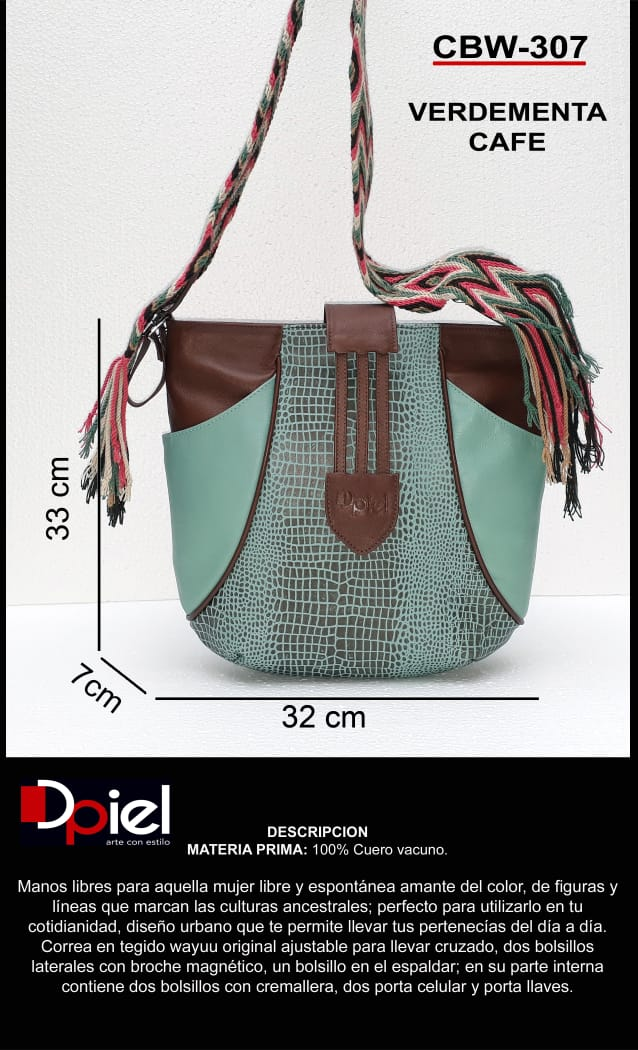 CBW-307
VERDEMENTA
CAFE
Dpiel
33 cm
7cm
32 cm
Dpiel
arte con estilo
DESCRIPCION
MATERIA PRIMA: 100% Cuero vacuno.
Manos libres para aquella mujer libre y espontánea amante del color, de figuras y
líneas que marcan las culturas ancestrales; perfecto para utilizarlo en tu
cotidianidad, diseño urbano que te permite llevar tus pertenecías del día a día.
Correa en tegido wayuu original ajustable para llevar cruzado, dos bolsillos
laterales con broche magnético, un bolsillo en el espaldar; en su parte interna
contiene dos bolsillos con cremallera, dos porta celular y porta llaves.